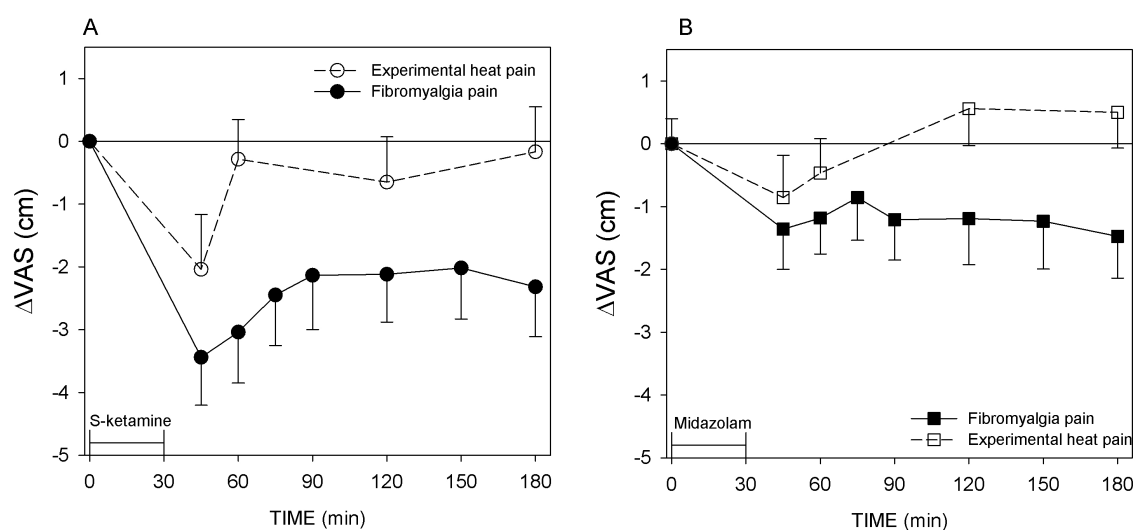 A
Experimental heat pain
Fibromyalgia pain
1
0
-1
-2
-3
-4
-5
ΔVAS (cm)
S-ketamine
0 30 60 90 120 150 180
TIME (min)
B
1
0
-1
-2
-3
-4
-5
ΔVAS (cm)
Fibromyalgia pain
Experimental heat pain
Midazolam
0 30 60 90 120 150 180
TIME (min)